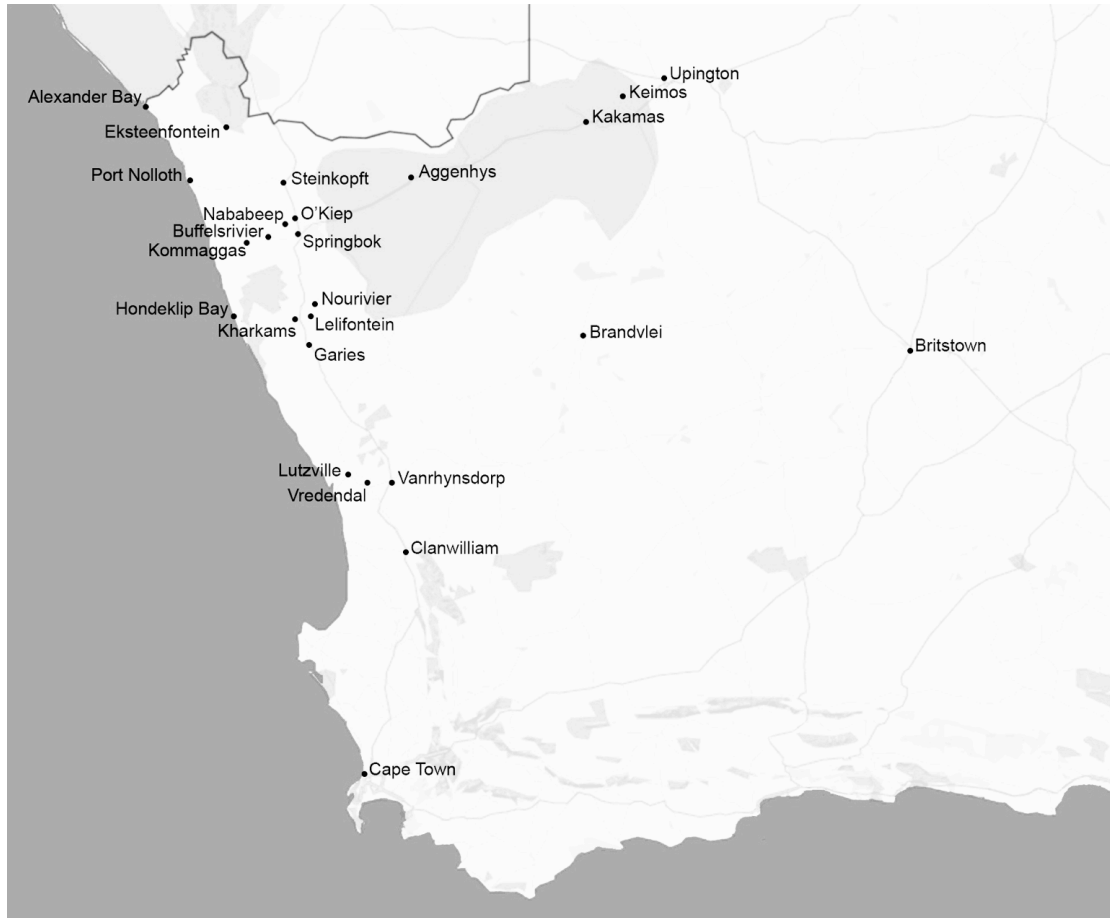 Upington
Keimos
Alexander Bay
Kakamas
Eksteenfontein
Port Nolloth
Aggenhys
Steinkopft
Nababeep
O'Kiep
Buffelsrivier
Springbok
Kommaggas
Nourivier
Hondeklip Bay
Lelifontein
Kharkams
Brandvlei
Britstown
Garies
Lutzville
Vanrhynsdorp
Vredendal
Clanwilliam
Cape Town